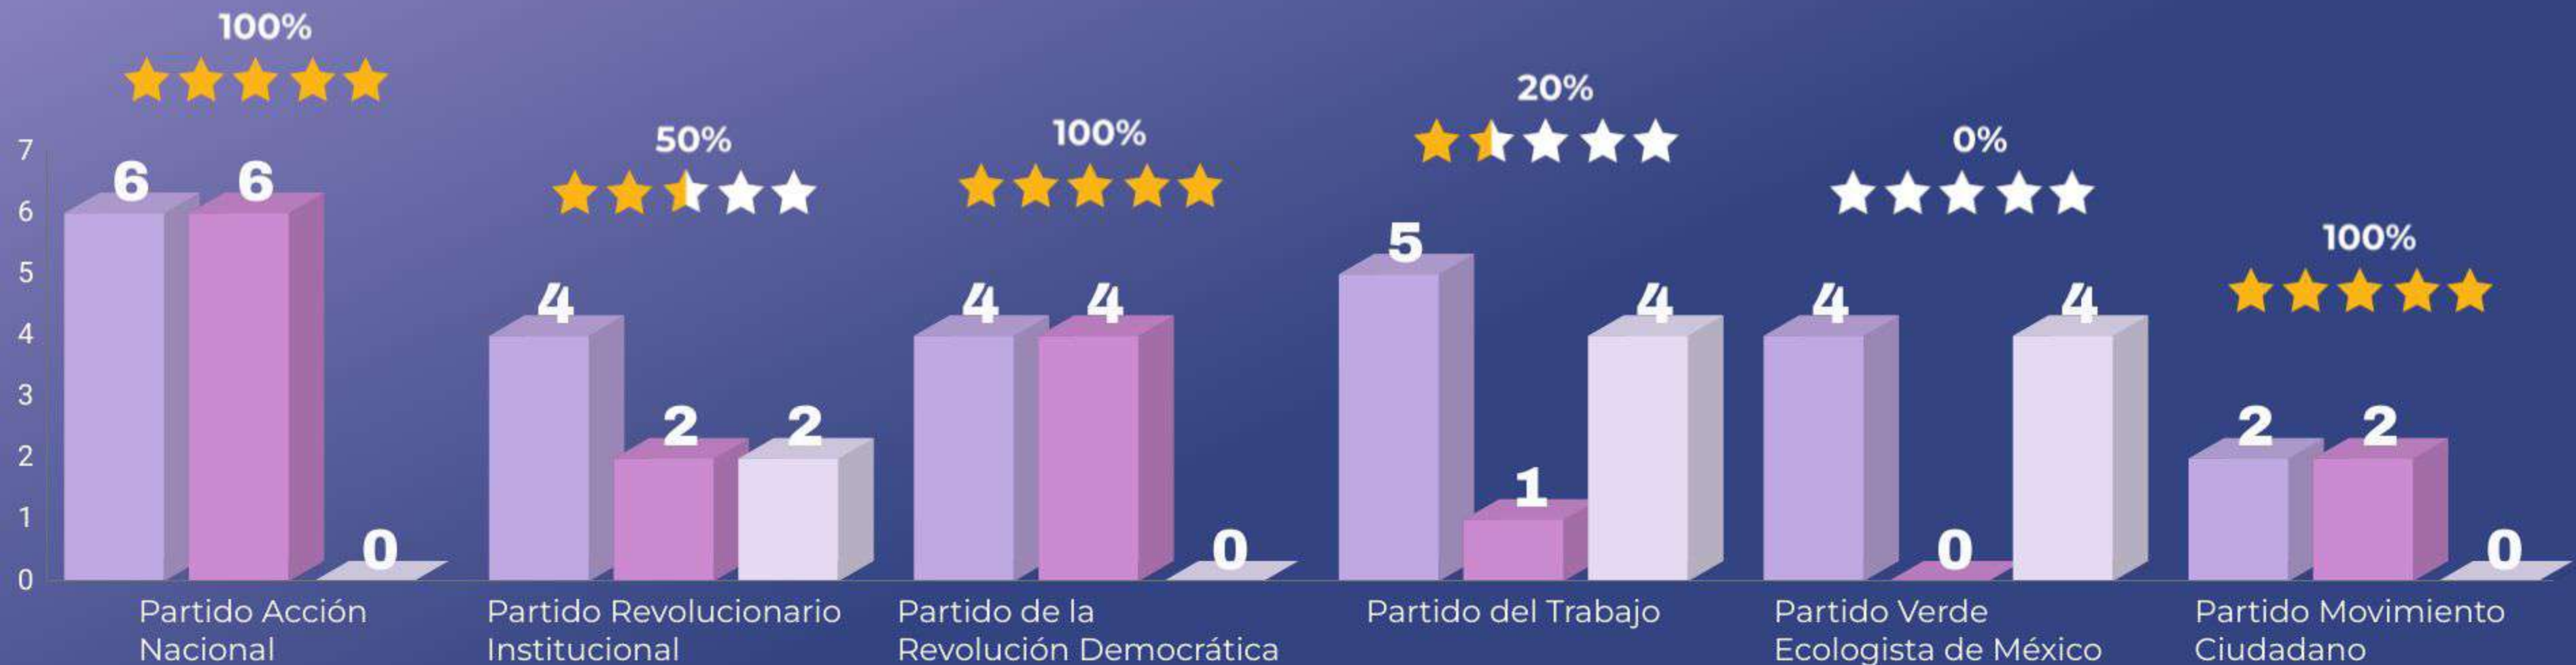 100%
50%
100%
20%
0%
100%
7
6
5
4
3
2
1
0
6 6 0
4 2 2
4 4 0
5 1 4
4 0 4
2 2 0
Partido Acción
Nacional
Partido Revolucionario
Institucional
Partido de la
Revolución Democrática
Partido del Trabajo
Partido Verde
Ecologista de México
Partido Movimiento
Ciudadano